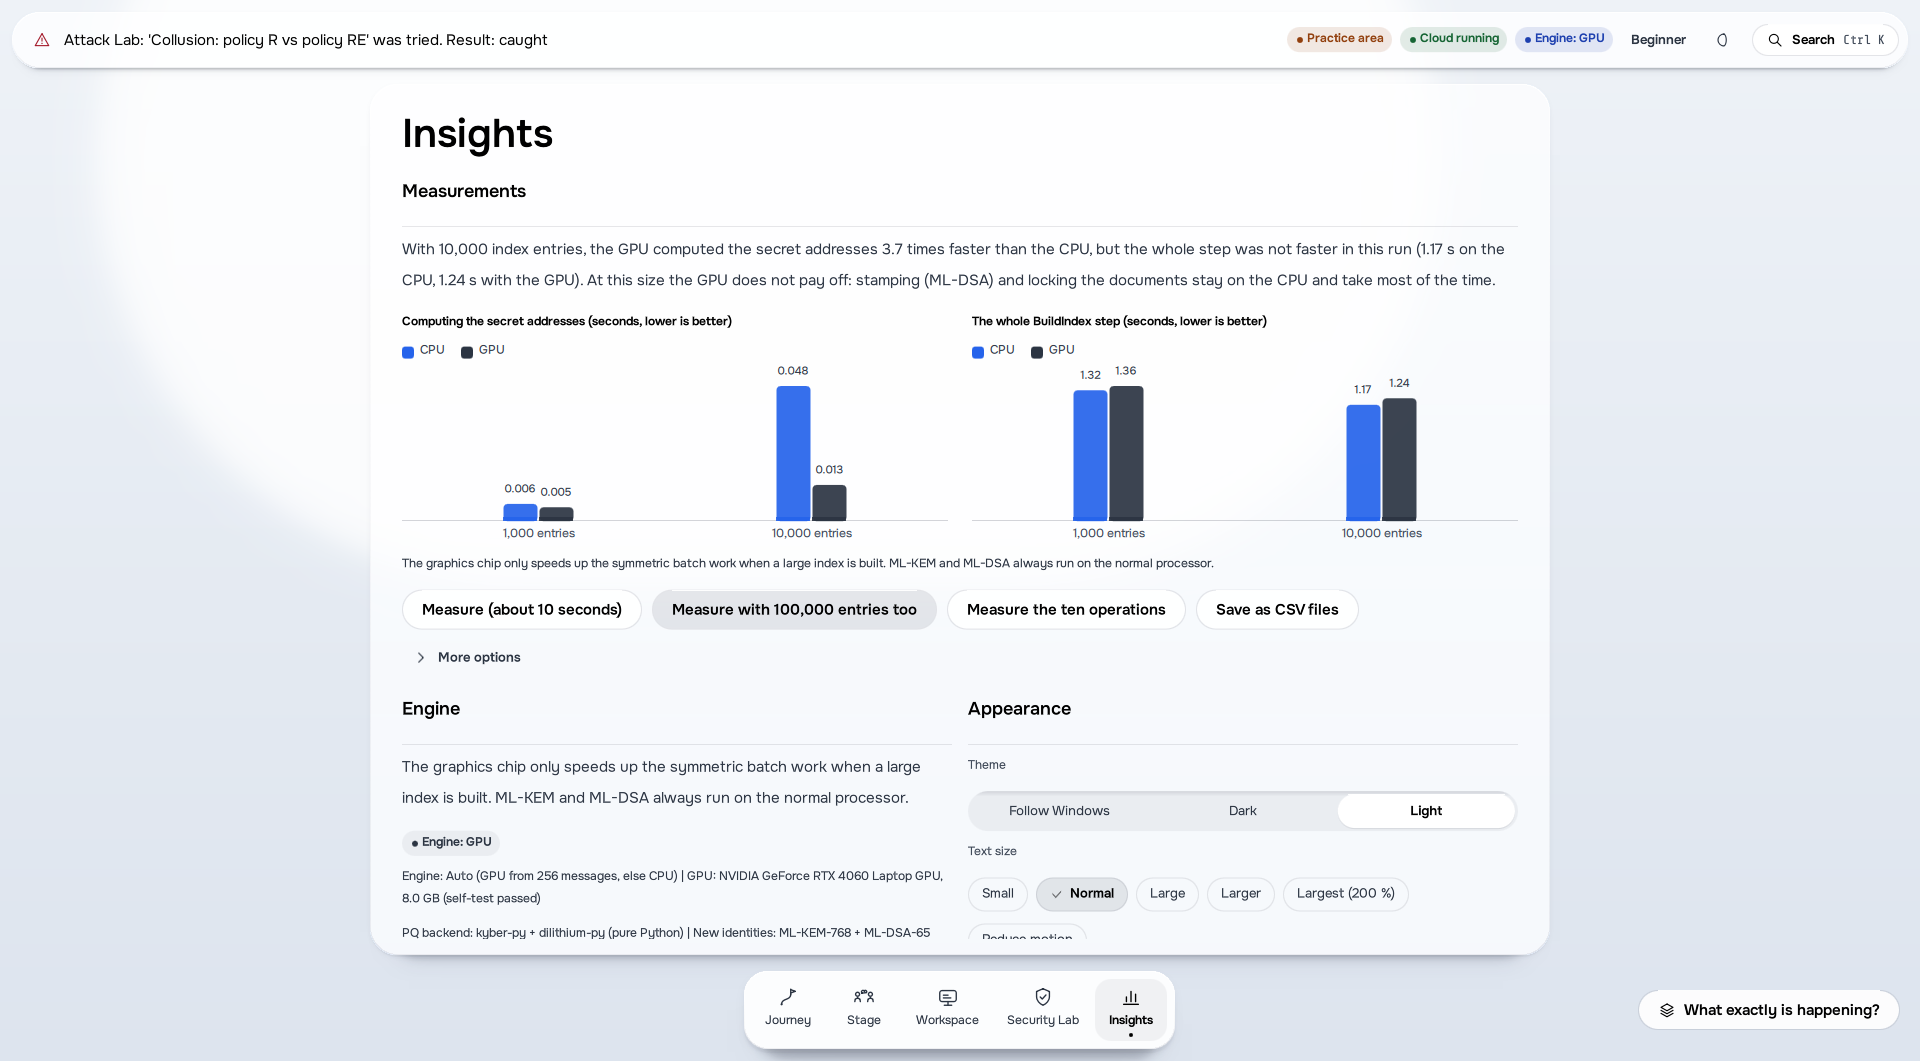 Attack Lab: 'Collusion: policy R vs policy RE' was tried. Result: caught
Practice area
Cloud running
Engine: GPU
Beginner
Search Ctrl K
Insights
Measurements
With 10,000 index entries, the GPU computed the secret addresses 3.7 times faster than the CPU, but the whole step was not faster in this run (1.17 s on the
CPU, 1.24 s with the GPU). At this size the GPU does not pay off: stamping (ML-DSA) and locking the documents stay on the CPU and take most of the time.
Computing the secret addresses (seconds, lower is better)
CPU GPU
0.048
0.013
0.006 0.005
1,000 entries 10,000 entries
The whole BuildIndex step (seconds, lower is better)
CPU GPU
1.32 1.36
1.17 1.24
1,000 entries 10,000 entries
The graphics chip only speeds up the symmetric batch work when a large index is built. ML-KEM and ML-DSA always run on the normal processor.
Measure (about 10 seconds)
Measure with 100,000 entries too
Measure the ten operations
Save as CSV files
More options
Engine
The graphics chip only speeds up the symmetric batch work when a large
index is built. ML-KEM and ML-DSA always run on the normal processor.
Engine: GPU
Engine: Auto (GPU from 256 messages, else CPU) | GPU: NVIDIA GeForce RTX 4060 Laptop GPU,
8.0 GB (self-test passed)
PQ backend: kyber-py + dilithium-py (pure Python) | New identities: ML-KEM-768 + ML-DSA-65
Appearance
Theme
Follow Windows Dark Light
Text size
Small Normal Large Larger Largest (200 %)
Reduce motion
Journey
Stage
Workspace
Security Lab
Insights
What exactly is happening?